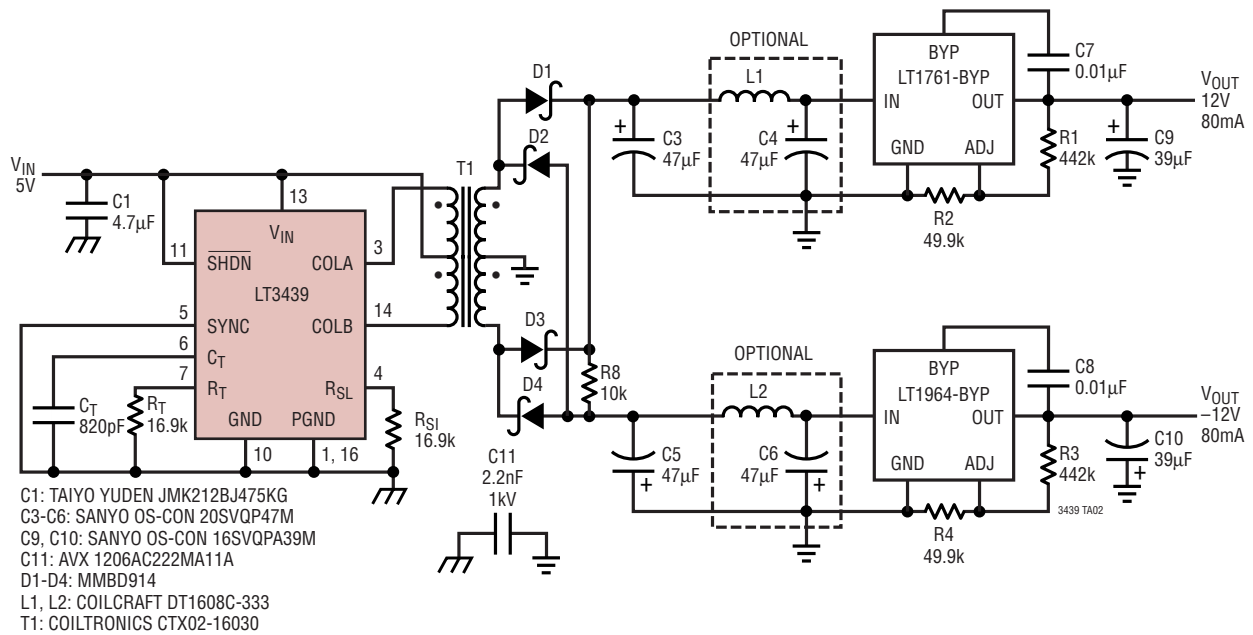 OPTIONAL
L1
BYP
LT1761-BYP
IN
OUT
GND
ADJ
C7
0.01µF
VOUT
12V
80mA
D1
D2
C3
47µF
C4
47µF
R1
442k
C9
39µF
R2
49.9k
VIN
5V
C1
4.7µF
T1
13
VIN
11
SHDN
COLA
3
LT3439
5
SYNC
COLB
14
6
CT
7
RT
RSL
4
GND
PGND
10
1, 16
CT
820pF
RT
16.9k
RSI
16.9k
D3
D4
R8
10k
C11
2.2nF
1kV
OPTIONAL
L2
BYP
LT1964-BYP
IN
OUT
GND
ADJ
C8
0.01µF
VOUT
–12V
80mA
C5
47µF
C6
47µF
R3
442k
C10
39µF
R4
49.9k
3439 TA02
C1: TAIYO YUDEN JMK212BJ475KG
C3-C6: SANYO OS-CON 20SVQP47M
C9, C10: SANYO OS-CON 16SVQPA39M
C11: AVX 1206AC222MA11A
D1-D4: MMBD914
L1, L2: COILCRAFT DT1608C-333
T1: COILTRONICS CTX02-16030